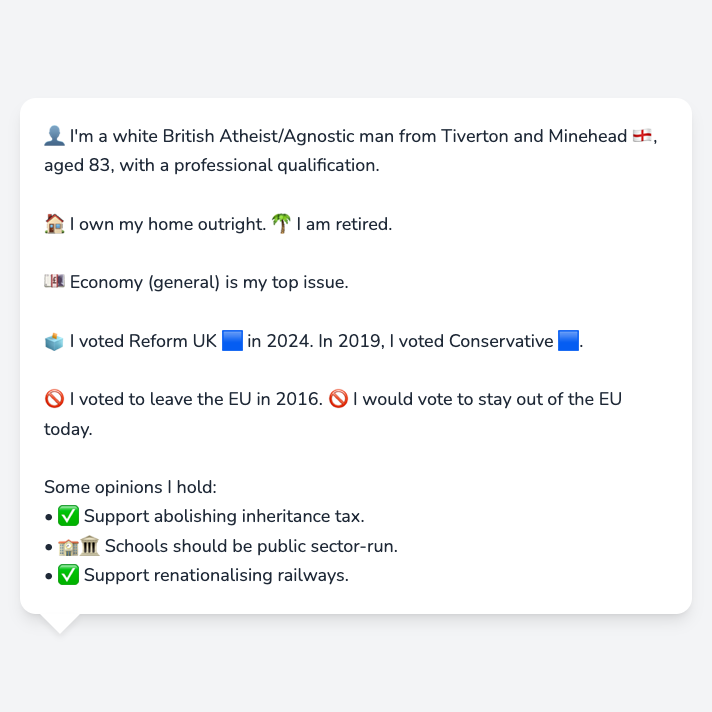 👤 I'm a white British Atheist/Agnostic man from Tiverton and Minehead 🏴󠁧󠁢󠁥󠁮󠁧󠁿,
aged 83, with a professional qualification.
🏠 I own my home outright. 🌴 I am retired.
💷 Economy (general) is my top issue.
🗳️ I voted Reform UK 🟦 in 2024. In 2019, I voted Conservative 🟦.
🚫 I voted to leave the EU in 2016. 🚫 I would vote to stay out of the EU
today.
Some opinions I hold:
• ✅ Support abolishing inheritance tax.
• 🏫🏛️ Schools should be public sector-run.
• ✅ Support renationalising railways.